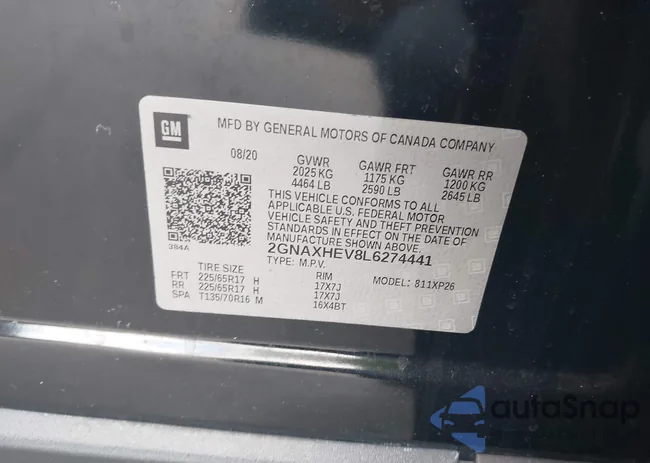 GM
MFD BY GENERAL MOTORS OF CANADA COMPANY
08/20 GVWR GAWR FRT GAWR RR
2025 KG 1175 KG 1200 KG
4464 LB 2590 LB 2645 LB
THIS VEHICLE CONFORMS TO ALL
APPLICABLE U.S. FEDERAL MOTOR
VEHICLE SAFETY AND THEFT PREVENTION
STANDARDS IN EFFECT ON THE DATE OF
MANUFACTURE SHOWN ABOVE.
384A 2GNAXHEV8L6274441
TYPE: M.P.V. MODEL: 811XP26
TIRE SIZE RIM
FRT 225/65R17 H 17X7J
RR 225/65R17 H 17X7J
SPA T135/70R16 M 16X4BT
autoSnap